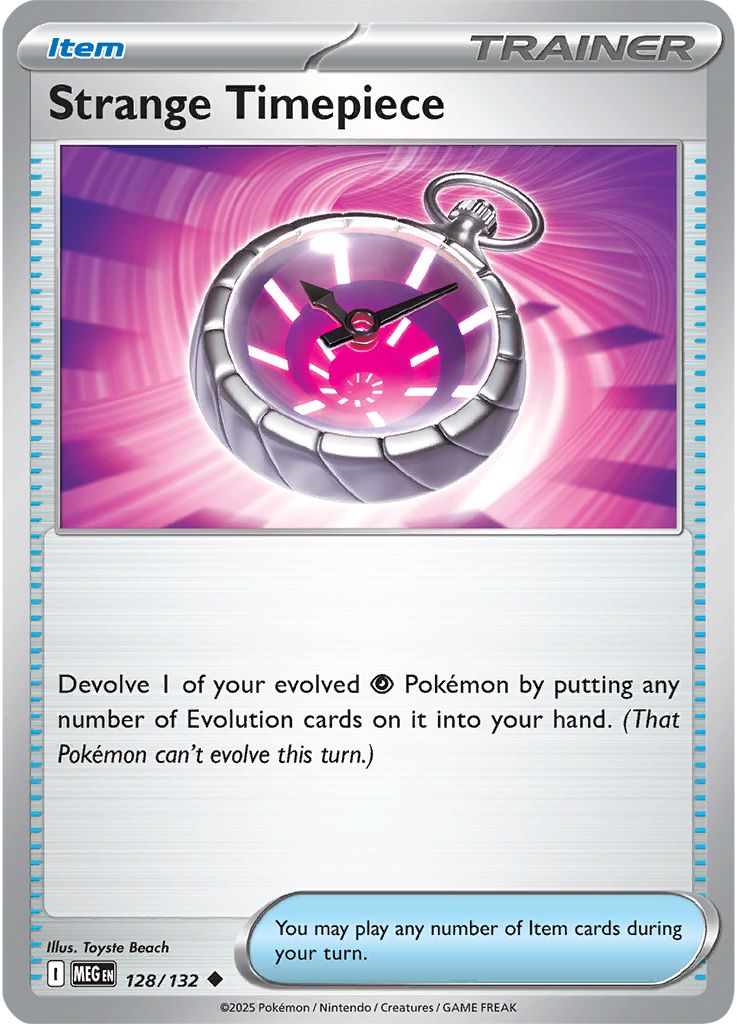 Item
TRAINER
Strange Timepiece
Devolve 1 of your evolved Pokémon by putting any
number of Evolution cards on it into your hand. (That
Pokémon can't evolve this turn.)
You may play any number of Item cards during
your turn.
Illus. Toyste Beach
I MEG EN 128/132
©2025 Pokémon / Nintendo / Creatures / GAME FREAK